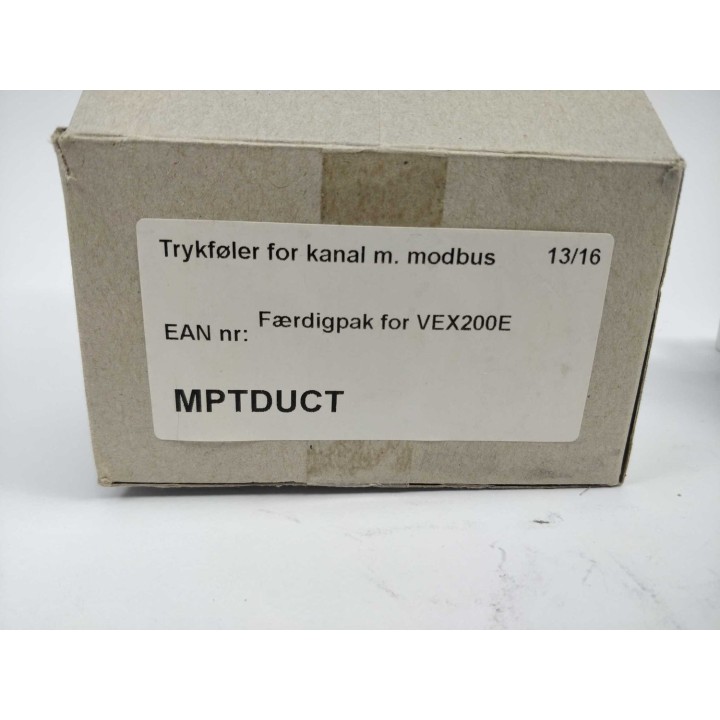 Trykføler for kanal m. modbus 13/16
EAN nr: Færdigpak for VEX200E
MPTDUCT